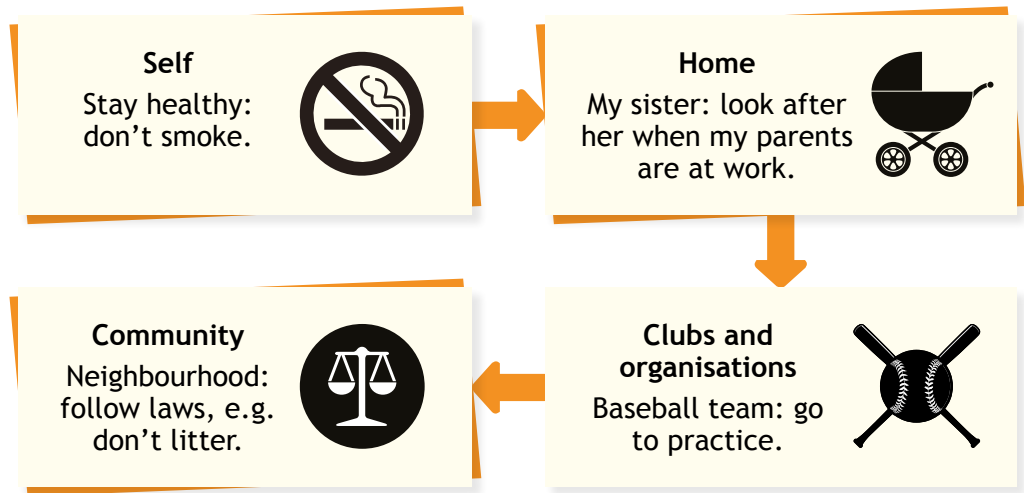 Self
Stay healthy:
don’t smoke.
Home
My sister: look after
her when my parents
are at work.
Clubs and
organisations
Baseball team: go
to practice.
Community
Neighbourhood:
follow laws, e.g.
don’t litter.